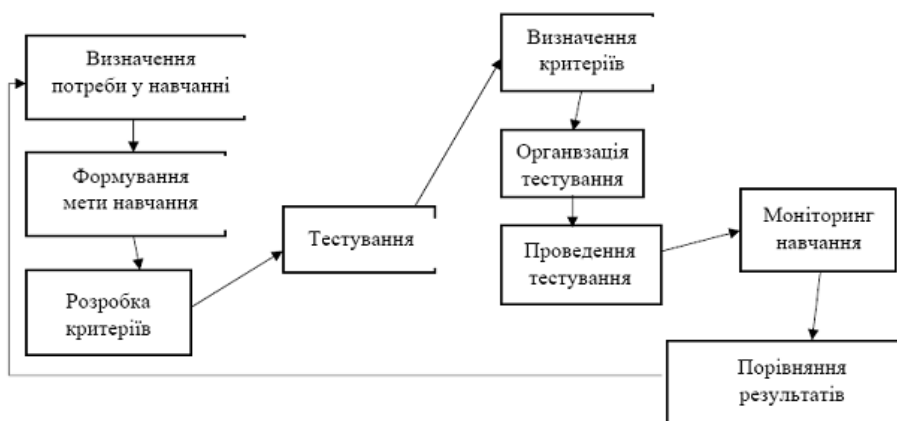 Визначення
потреби у навчанні
Формування
мети навчання
Розробка
критеріїв
Тестування
Визначення
критеріїв
Органвзація
тестування
Проведення
тестування
Моніторинг
навчання
Порівняння
результатів